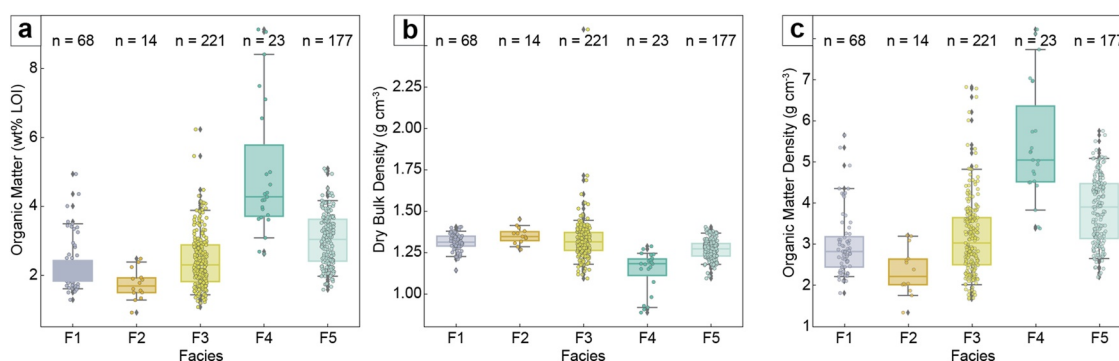 a
n = 68 n = 14 n = 221 n = 23 n = 177
Organic Matter (wt% LOI)
8
6
4
2
F1 F2 F3 F4 F5
Facies
b
n = 68 n = 14 n = 221 n = 23 n = 177
Dry Bulk Density (g cm⁻³)
2.25
2.00
1.75
1.50
1.25
1.00
F1 F2 F3 F4 F5
Facies
c
n = 68 n = 14 n = 221 n = 23 n = 177
Organic Matter Density (g cm⁻³)
7
6
5
4
3
2
1
F1 F2 F3 F4 F5
Facies